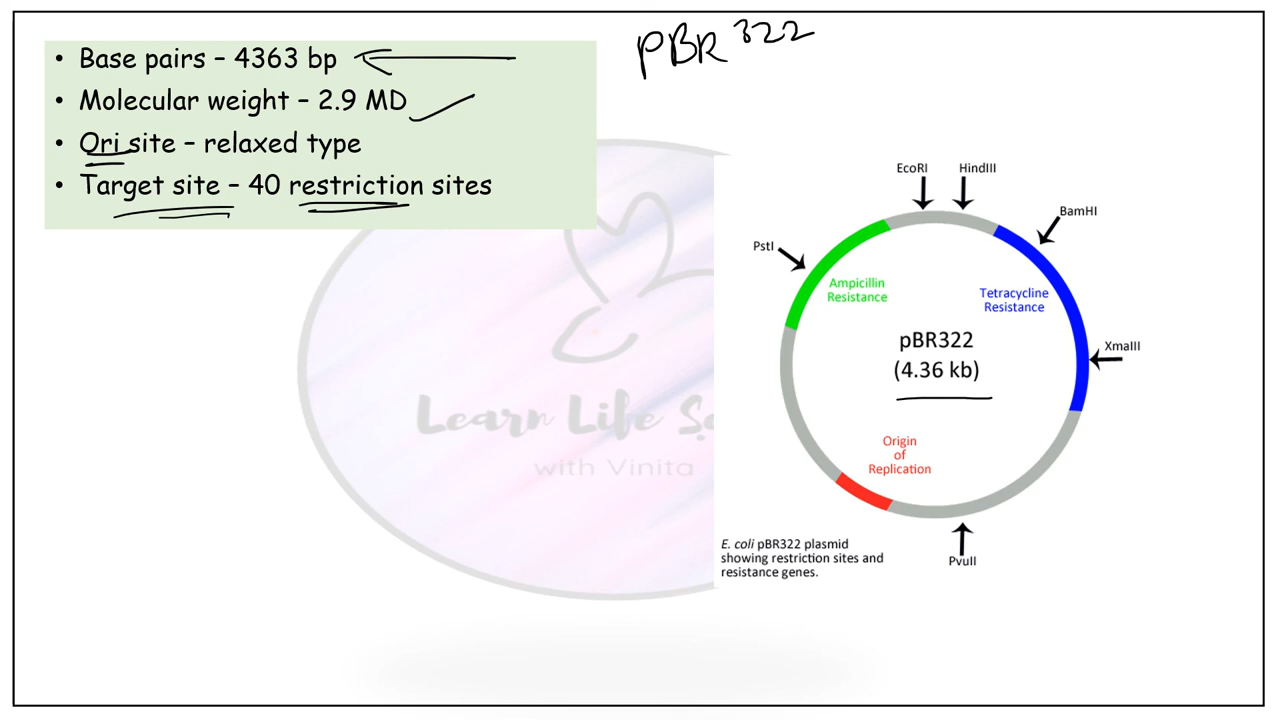 pBR322
• Base pairs – 4363 bp
• Molecular weight – 2.9 MD
• Ori site – relaxed type
• Target site – 40 restriction sites
EcoRI
HindIII
BamHI
PstI
Ampicillin
Resistance
Tetracycline
Resistance
pBR322
(4.36 kb)
XmaIII
Origin
of
Replication
PvuII
E. coli pBR322 plasmid
showing restriction sites and
resistance genes.
Learn Life Sc
with Vinita